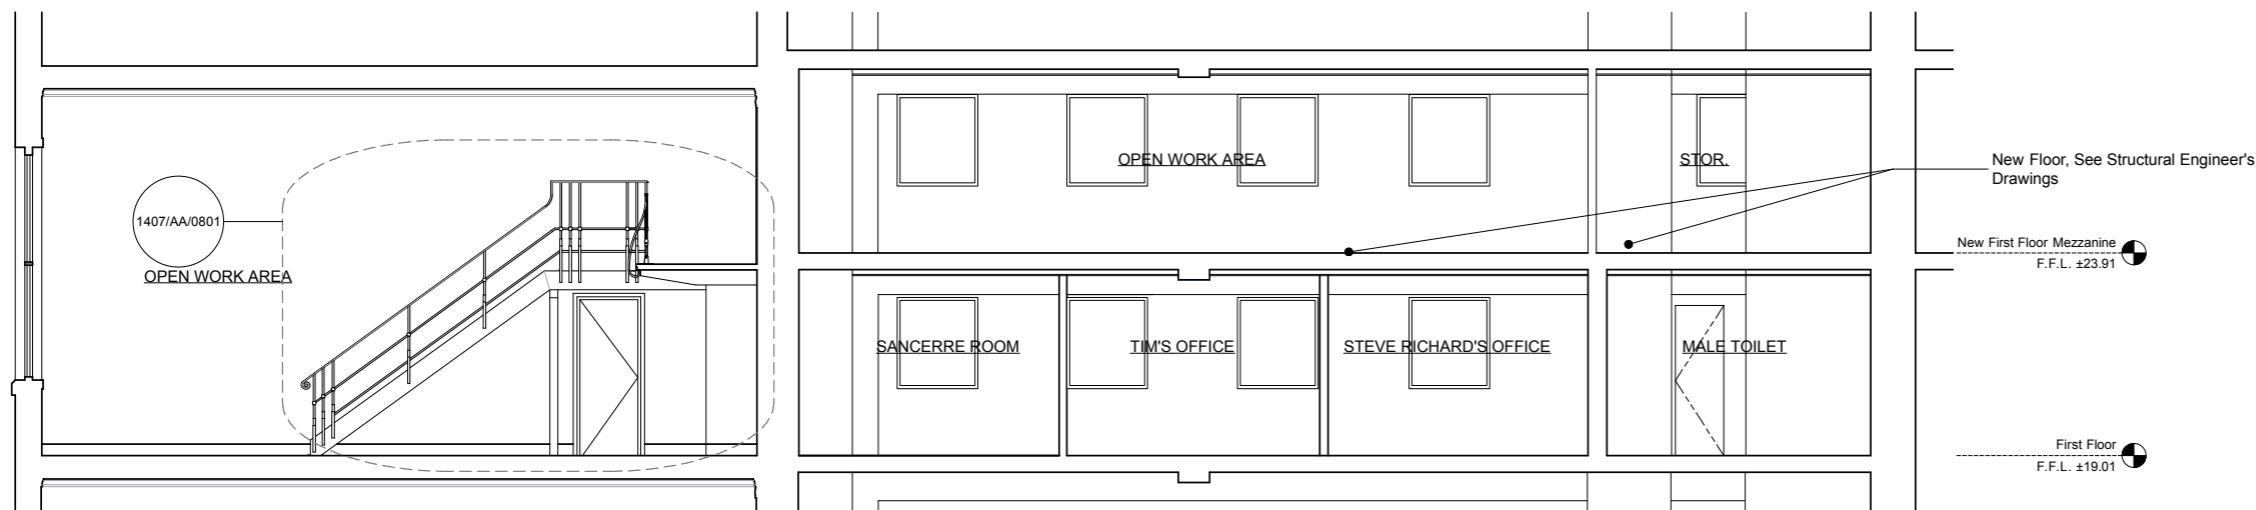 1407/AA/0801
OPEN WORK AREA
OPEN WORK AREA
STOR.
New Floor, See Structural Engineer's
Drawings
New First Floor Mezzanine
F.F.L. ±23.91
SANCERRE ROOM
TIM'S OFFICE
STEVE RICHARD'S OFFICE
MALE TOILET
First Floor
F.F.L. ±19.01